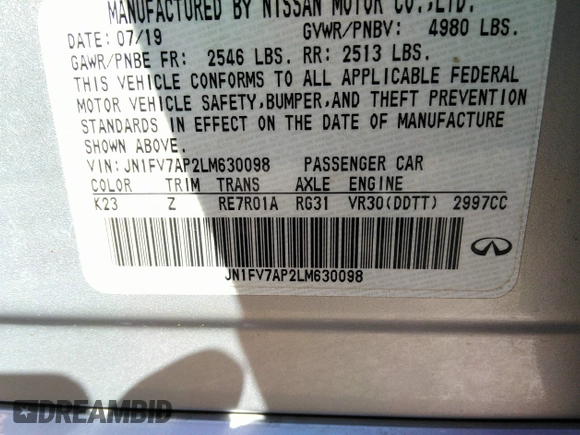 MANUFACTURED BY NISSAN MOTOR CO.,LTD.
DATE: 07/19 GVWR/PNBV: 4980 LBS.
GAWR/PNBE FR: 2546 LBS. RR: 2513 LBS.
THIS VEHICLE CONFORMS TO ALL APPLICABLE FEDERAL
MOTOR VEHICLE SAFETY,BUMPER,AND THEFT PREVENTION
STANDARDS IN EFFECT ON THE DATE OF MANUFACTURE
SHOWN ABOVE.
VIN: JN1FV7AP2LM630098 PASSENGER CAR
COLOR TRIM TRANS AXLE ENGINE
K23 Z RE7R01A RG31 VR30(DDTT) 2997CC
JN1FV7AP2LM630098
DREAMBID